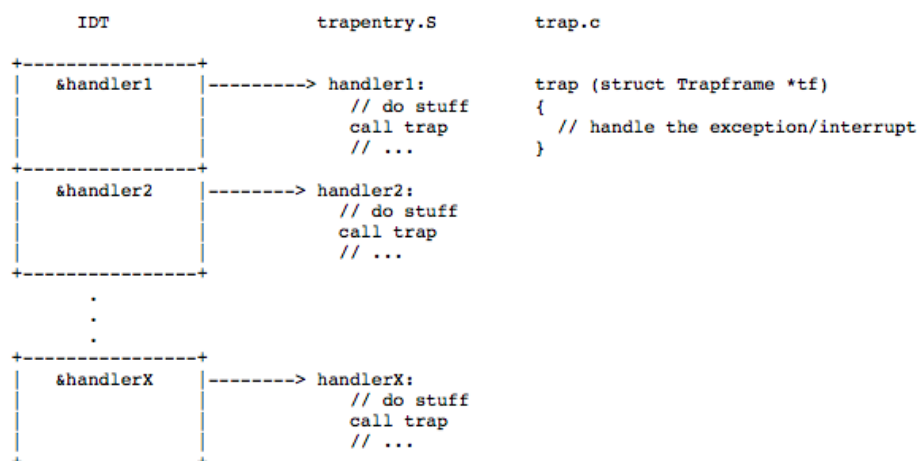 IDT trapentry.S trap.c
+-----------------+
| &handler1 |---------> handler1: trap (struct Trapframe *tf)
| | // do stuff {
| | call trap // handle the exception/interrupt
| | // ... }
+-----------------+
| &handler2 |--------> handler2:
| | // do stuff
| | call trap
| | // ...
+-----------------+
.
.
.
+-----------------+
| &handlerX |--------> handlerX:
| | // do stuff
| | call trap
| | // ...
+-----------------+